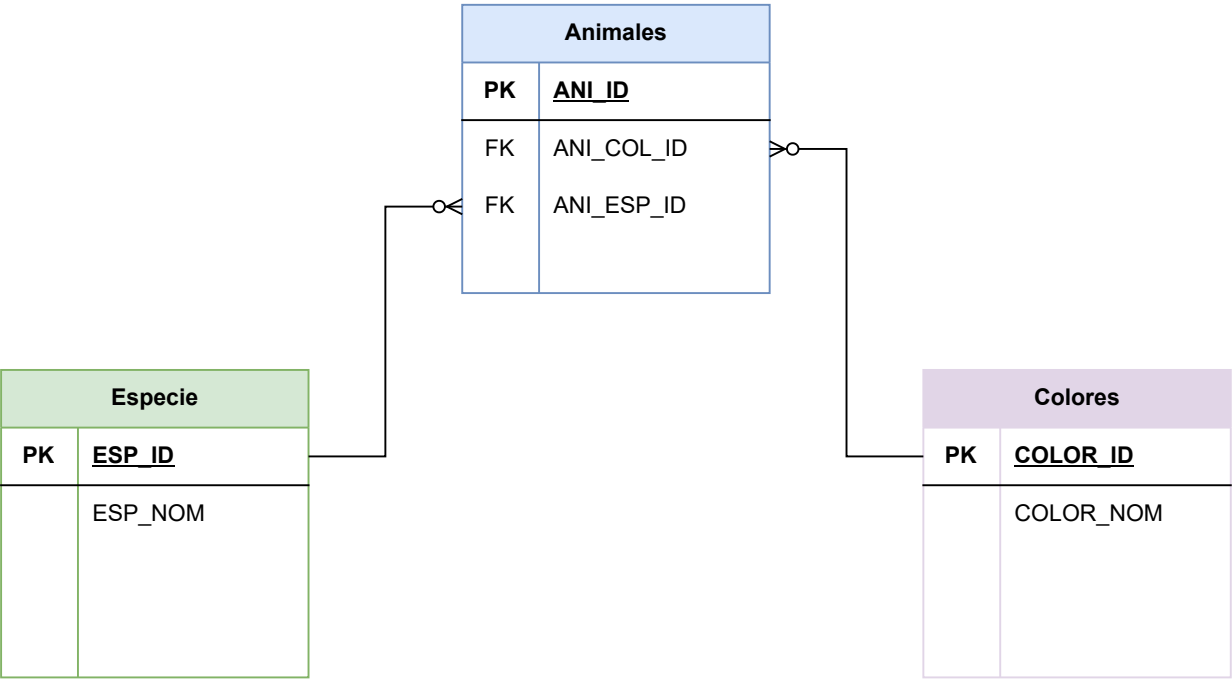 Animales
PK ANI_ID
FK ANI_COL_ID
FK ANI_ESP_ID
Especie
PK ESP_ID
ESP_NOM
Colores
PK COLOR_ID
COLOR_NOM